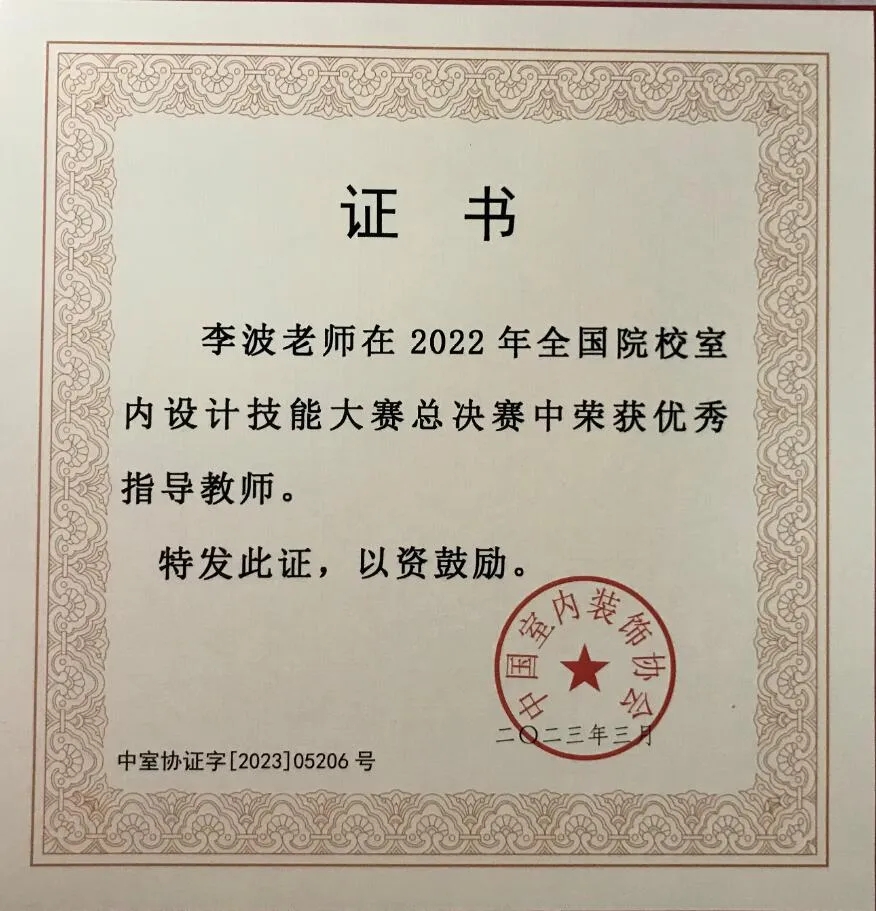 证 书
李波老师在 2022 年全国院校室
内设计技能大赛总决赛中荣获优秀
指导教师。
特发此证，以资鼓励。
中国室内装饰协会
二〇二三年三月
中室协证字[2023]05206 号